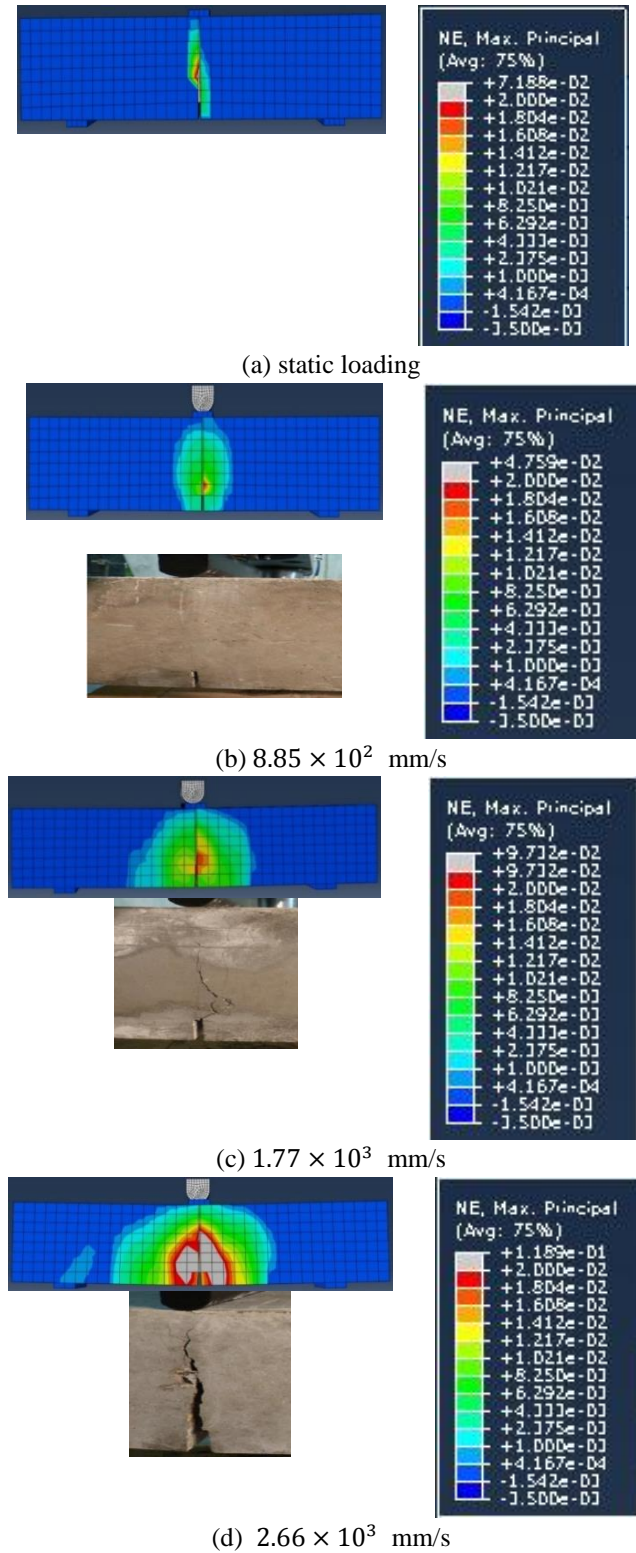 NE, Max. Principal
(Avg: 75%)
+7.188e-02
+2.000e-02
+1.804e-02
+1.608e-02
+1.412e-02
+1.217e-02
+1.021e-02
+8.250e-03
+6.292e-03
+4.333e-03
+2.375e-03
+1.000e-03
+4.167e-04
-1.542e-03
-3.500e-03
(a) static loading
NE, Max. Principal
(Avg: 75%)
+4.759e-02
+2.000e-02
+1.804e-02
+1.608e-02
+1.412e-02
+1.217e-02
+1.021e-02
+8.250e-03
+6.292e-03
+4.333e-03
+2.375e-03
+1.000e-03
+4.167e-04
-1.542e-03
-3.500e-03
(b) 8.85 × 10² mm/s
NE, Max. Principal
(Avg: 75%)
+9.732e-02
+9.732e-02
+2.000e-02
+1.804e-02
+1.608e-02
+1.412e-02
+1.217e-02
+1.021e-02
+8.250e-03
+6.292e-03
+4.333e-03
+2.375e-03
+1.000e-03
+4.167e-04
-1.542e-03
-3.500e-03
(c) 1.77 × 10³ mm/s
NE, Max. Principal
(Avg: 75%)
+1.189e-01
+2.000e-02
+1.804e-02
+1.608e-02
+1.412e-02
+1.217e-02
+1.021e-02
+8.250e-03
+6.292e-03
+4.333e-03
+2.375e-03
+1.000e-03
+4.167e-04
-1.542e-03
-3.500e-03
(d) 2.66 × 10³ mm/s